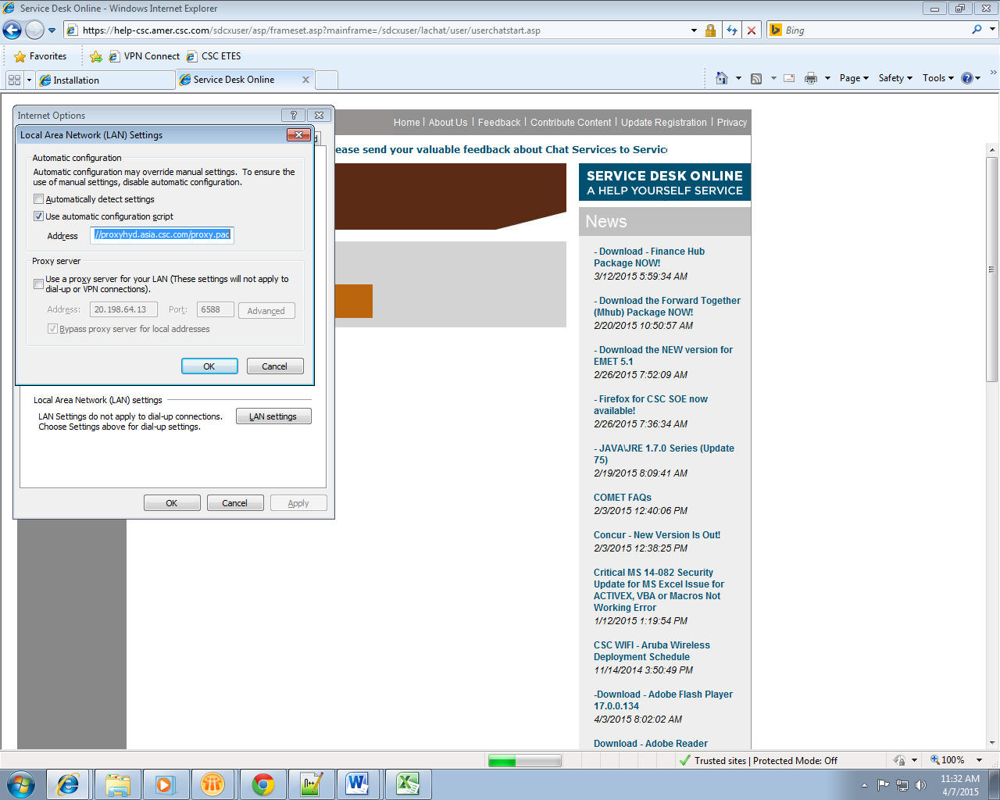 Service Desk Online - Windows Internet Explorer
https://help-csc.amer.csc.com/sdcxuser/asp/frameset.asp?mainframe=/sdcxuser/lachat/user/userchatstart.asp
Bing
Favorites
VPN Connect
CSC ETES
Installation
Service Desk Online
Page
Safety
Tools
Internet Options
Local Area Network (LAN) Settings
Automatic configuration
Automatic configuration may override manual settings. To ensure the
use of manual settings, disable automatic configuration.
Automatically detect settings
Use automatic configuration script
Address
//proxyhyd.asia.csc.com/proxy.pac
Proxy server
Use a proxy server for your LAN (These settings will not apply to
dial-up or VPN connections).
Address: 20.198.64.13 Port: 6588 Advanced
Bypass proxy server for local addresses
OK Cancel
Local Area Network (LAN) settings
LAN Settings do not apply to dial-up connections.
Choose Settings above for dial-up settings.
LAN settings
OK Cancel Apply
Home | About Us | Feedback | Contribute Content | Update Registration | Privacy
ease send your valuable feedback about Chat Services to Servic
SERVICE DESK ONLINE
A HELP YOURSELF SERVICE
News
- Download - Finance Hub
Package NOW!
3/12/2015 5:59:34 AM
- Download the Forward Together
(Mhub) Package NOW!
2/20/2015 10:50:57 AM
- Download the NEW version for
EMET 5.1
2/26/2015 7:52:09 AM
- Firefox for CSC SOE now
available!
2/26/2015 7:36:34 AM
- JAVA\JRE 1.7.0 Series (Update
75)
2/19/2015 8:09:41 AM
COMET FAQs
2/3/2015 12:40:06 PM
Concur - New Version Is Out!
2/3/2015 12:38:25 PM
Critical MS 14-082 Security
Update for MS Excel Issue for
ACTIVEX, VBA or Macros Not
Working Error
1/12/2015 1:19:54 PM
CSC WIFI - Aruba Wireless
Deployment Schedule
11/14/2014 3:50:49 PM
-Download - Adobe Flash Player
17.0.0.134
4/3/2015 8:02:02 AM
Download - Adobe Reader
Trusted sites | Protected Mode: Off
100%
11:32 AM
4/7/2015